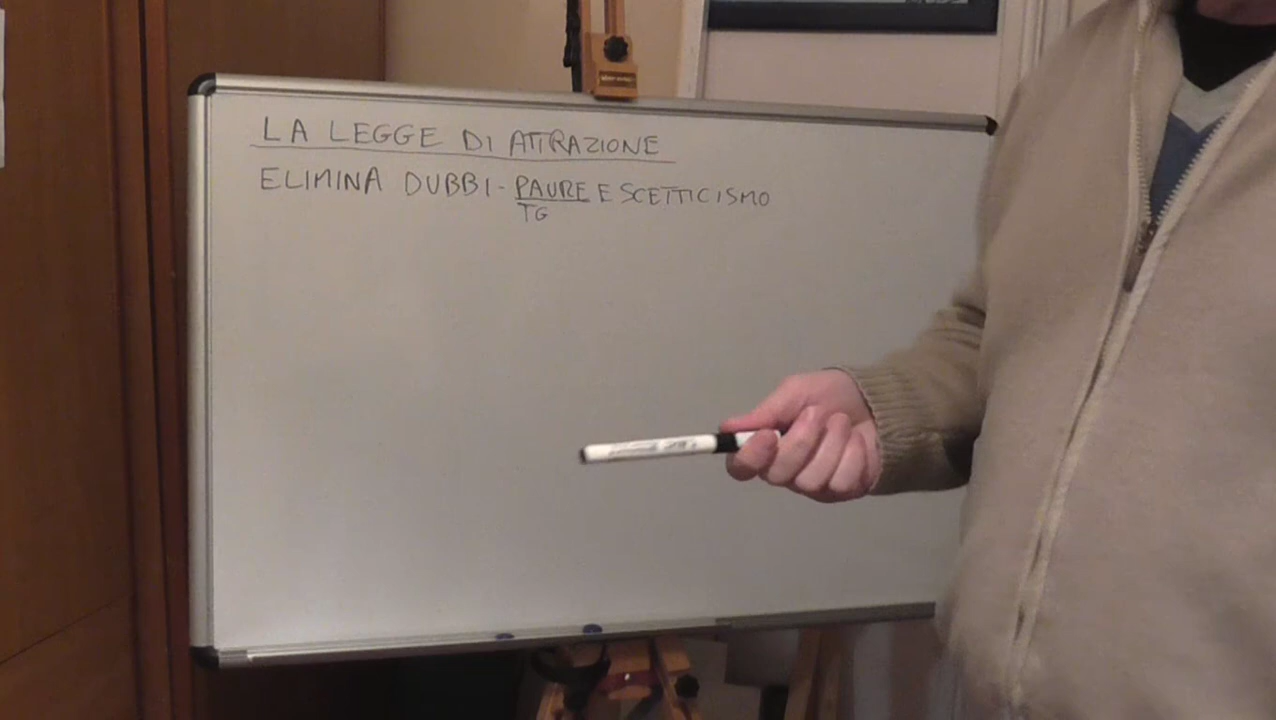 LA LEGGE DI ATTRAZIONE
ELIMINA DUBBI - PAURE E SCETTICISMO
TG